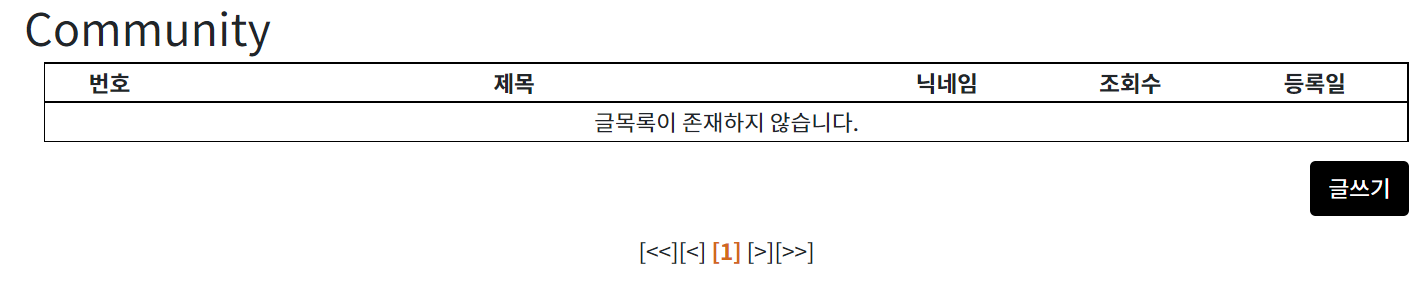 Community
번호 제목 닉네임 조회수 등록일
글목록이 존재하지 않습니다.
글쓰기
[<<][<] [1] [>][>>]